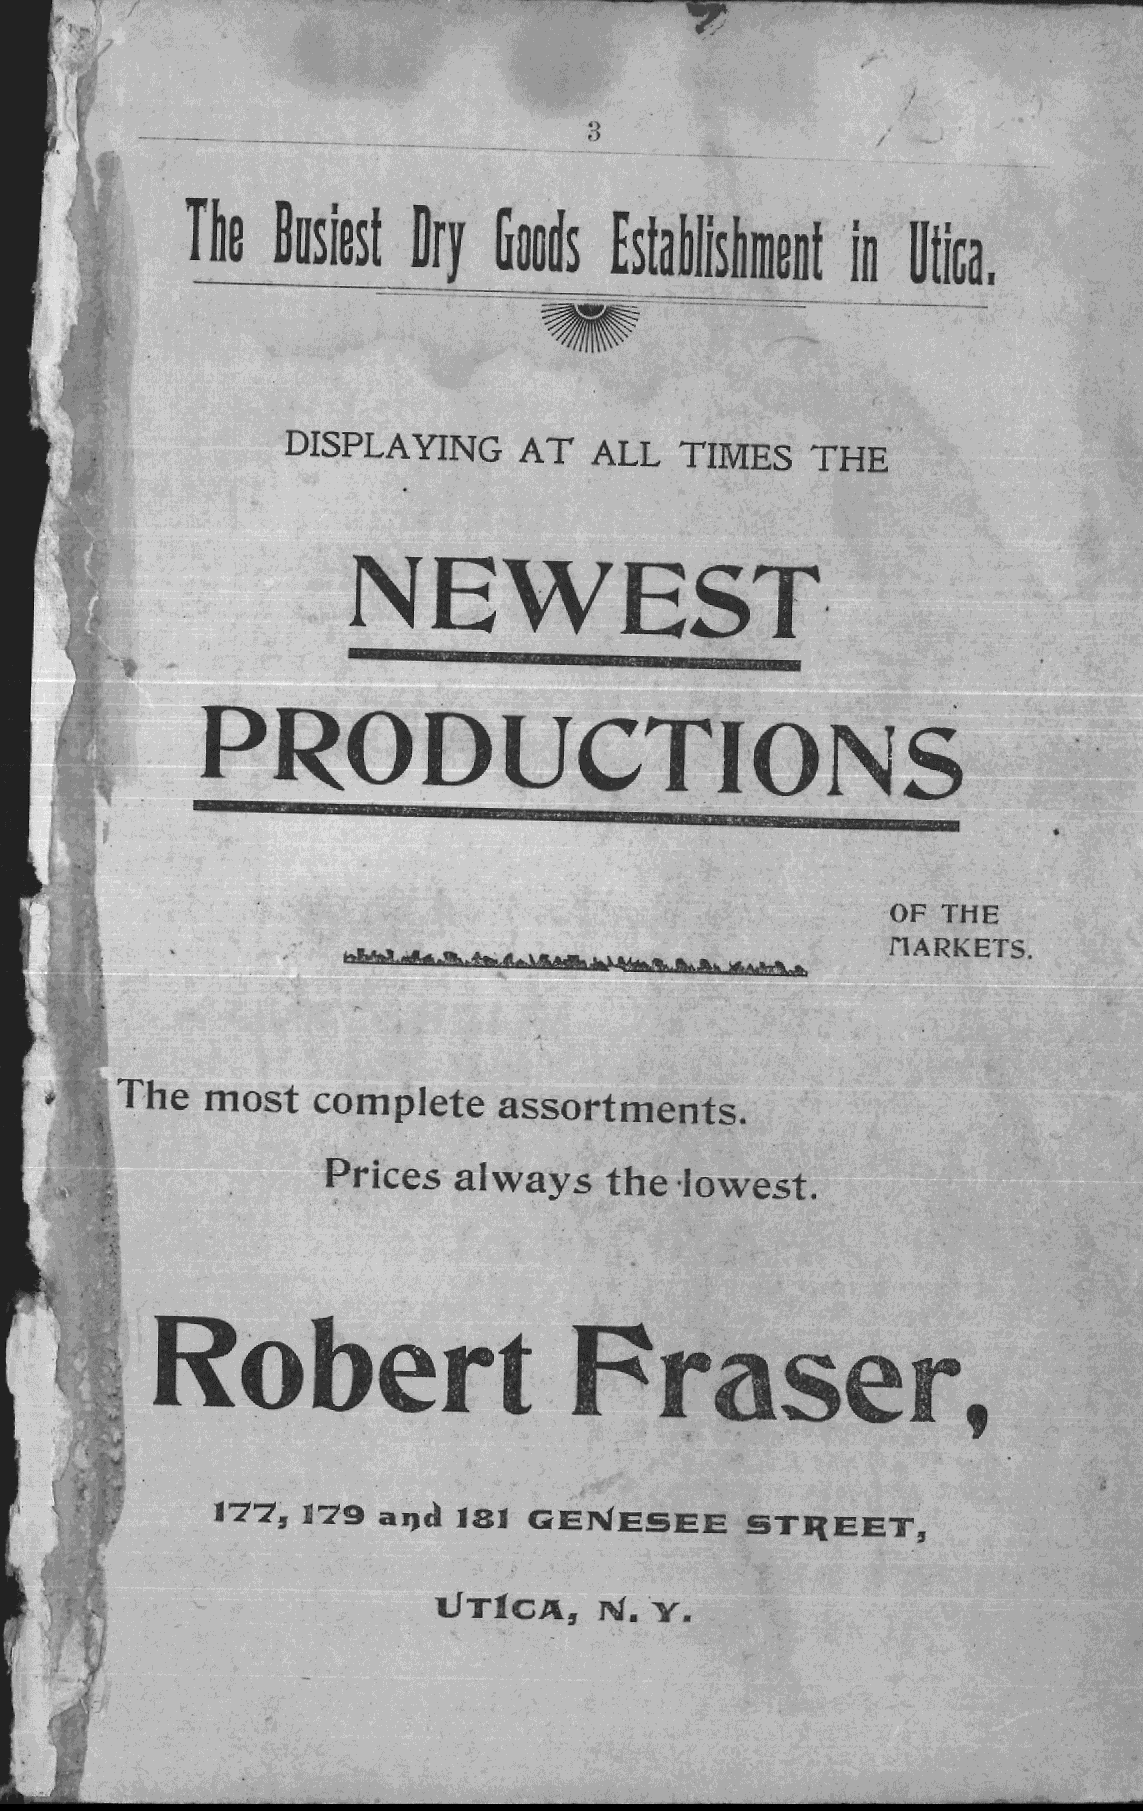 3
The Busiest Dry Goods Establishment in Utica.
DISPLAYING AT ALL TIMES THE
NEWEST
PRODUCTIONS
OF THE
MARKETS.
The most complete assortments.
Prices always the lowest.
Robert Fraser,
177, 179 and 181 GENESEE STREET,
UTICA, N. Y.